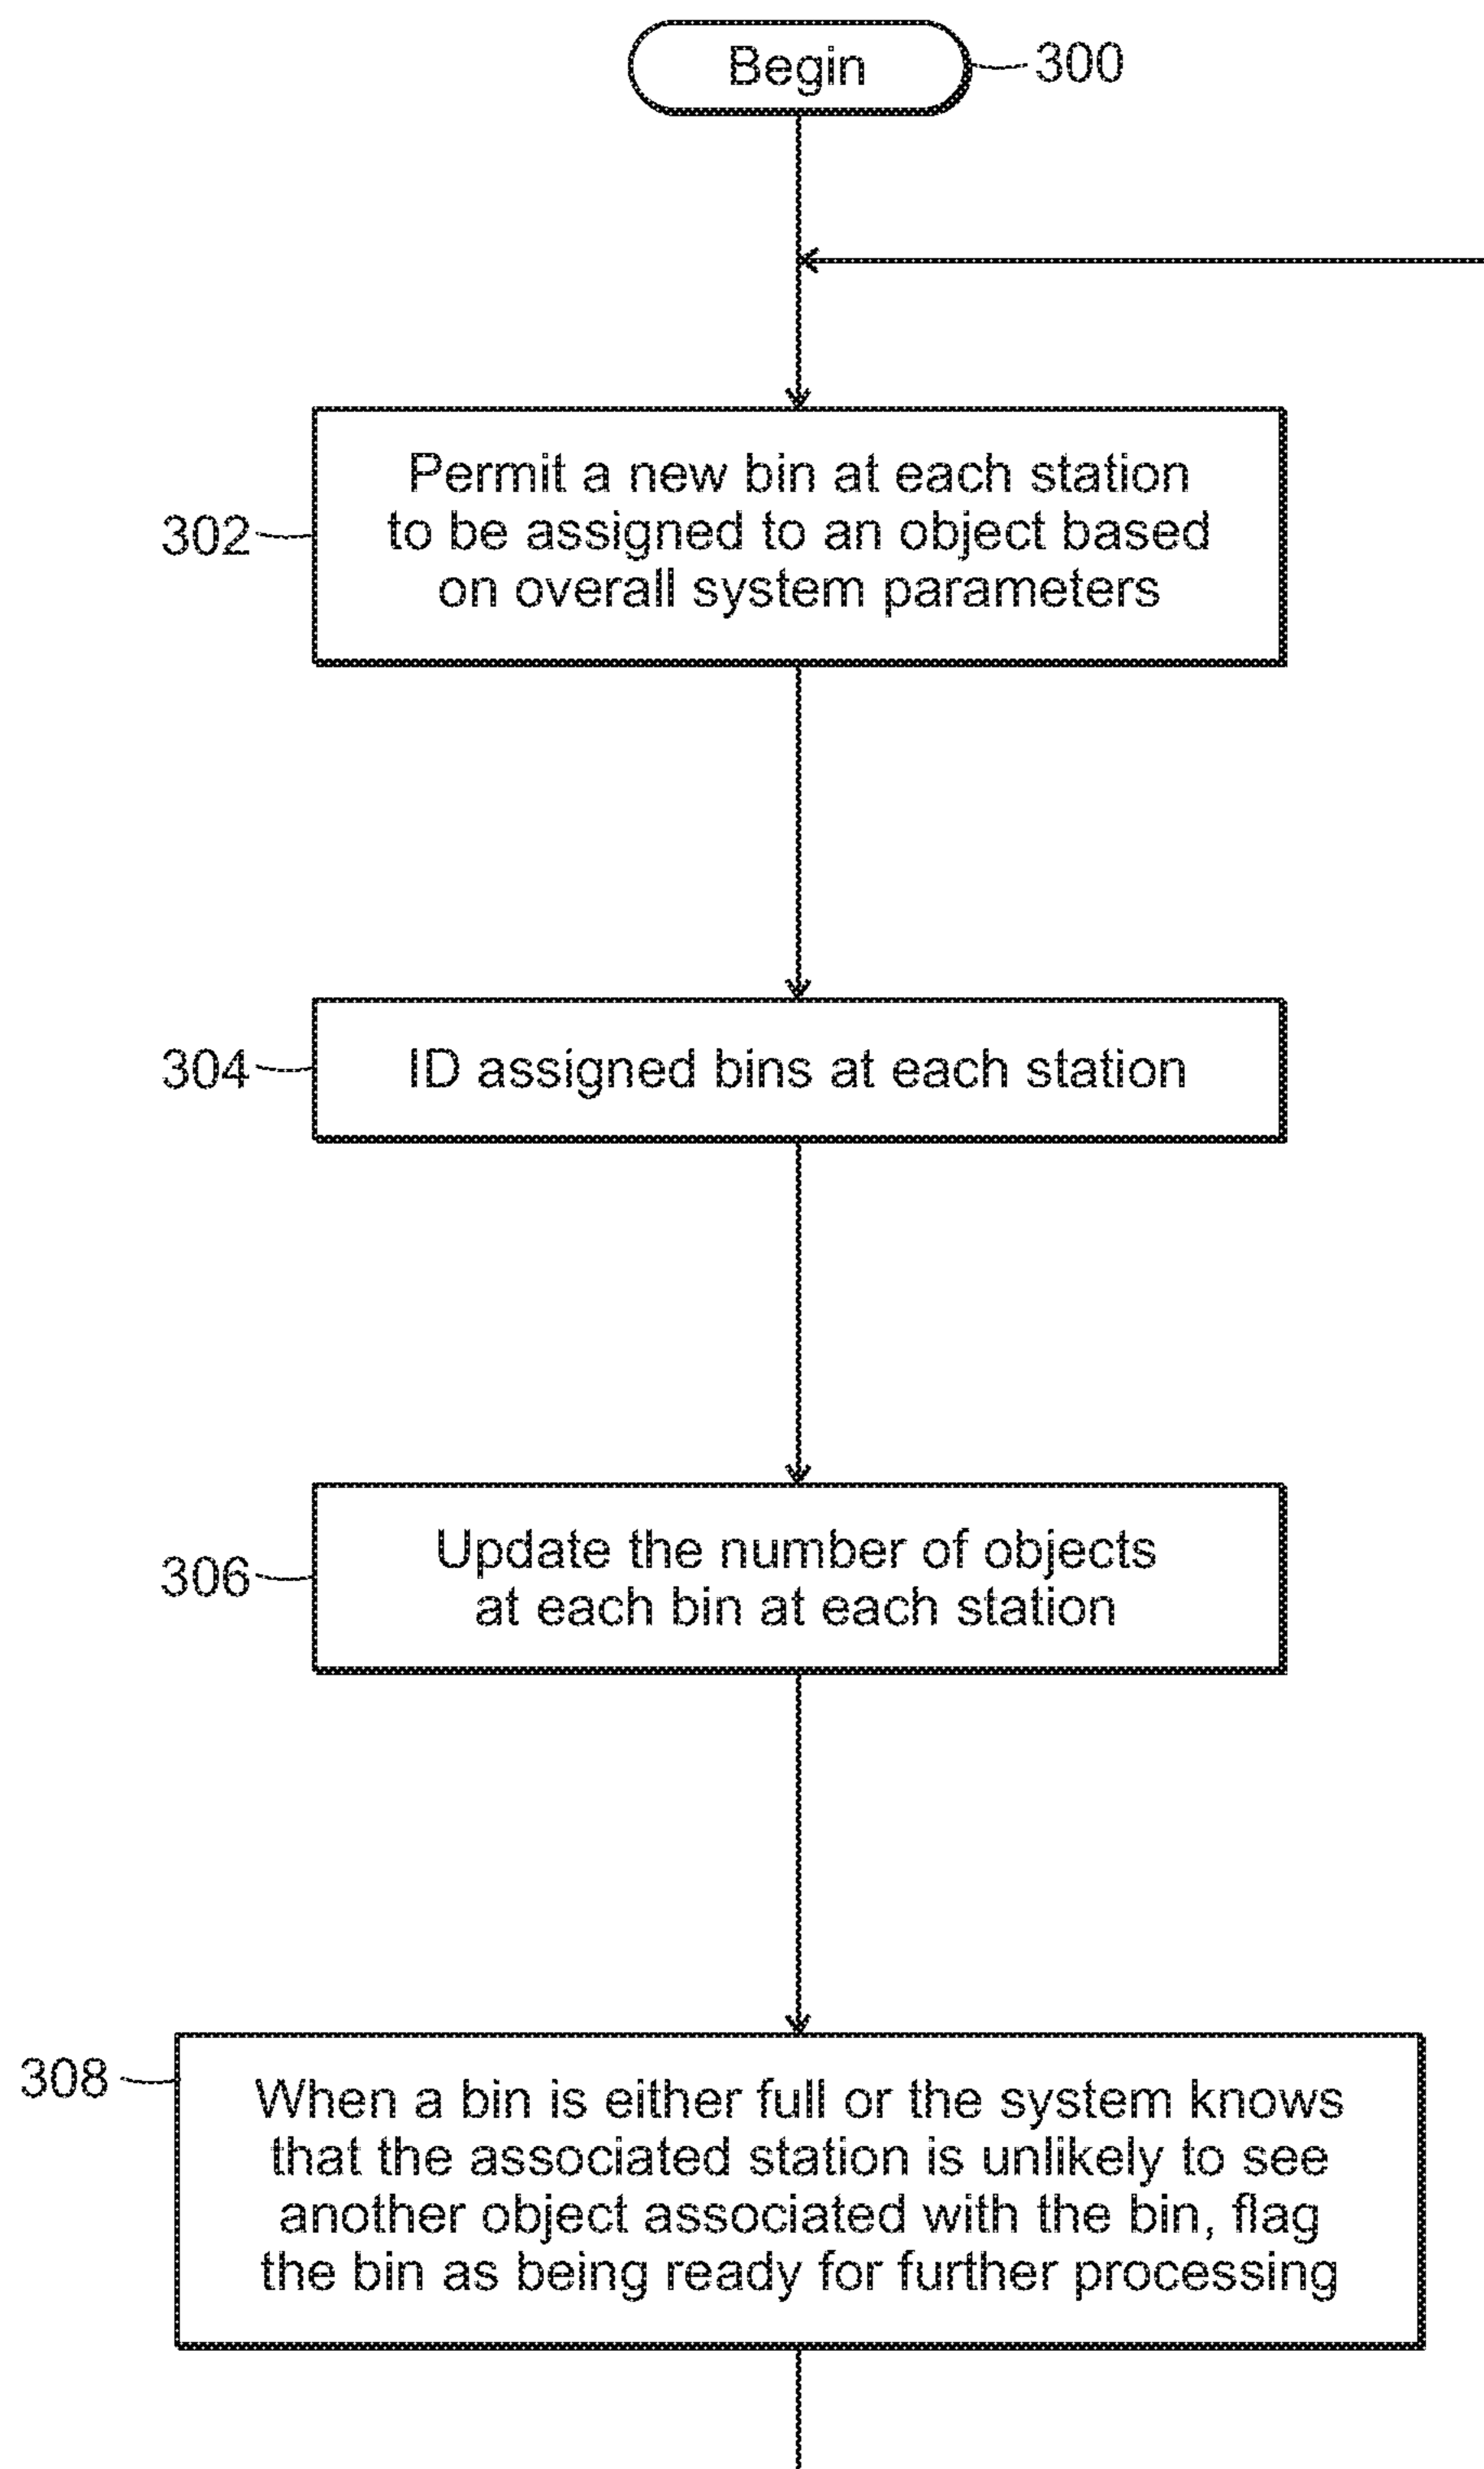 Begin
300
302
Permit a new bin at each station
to be assigned to an object based
on overall system parameters
304
ID assigned bins at each station
306
Update the number of objects
at each bin at each station
308
When a bin is either full or the system knows
that the associated station is unlikely to see
another object associated with the bin, flag
the bin as being ready for further processing